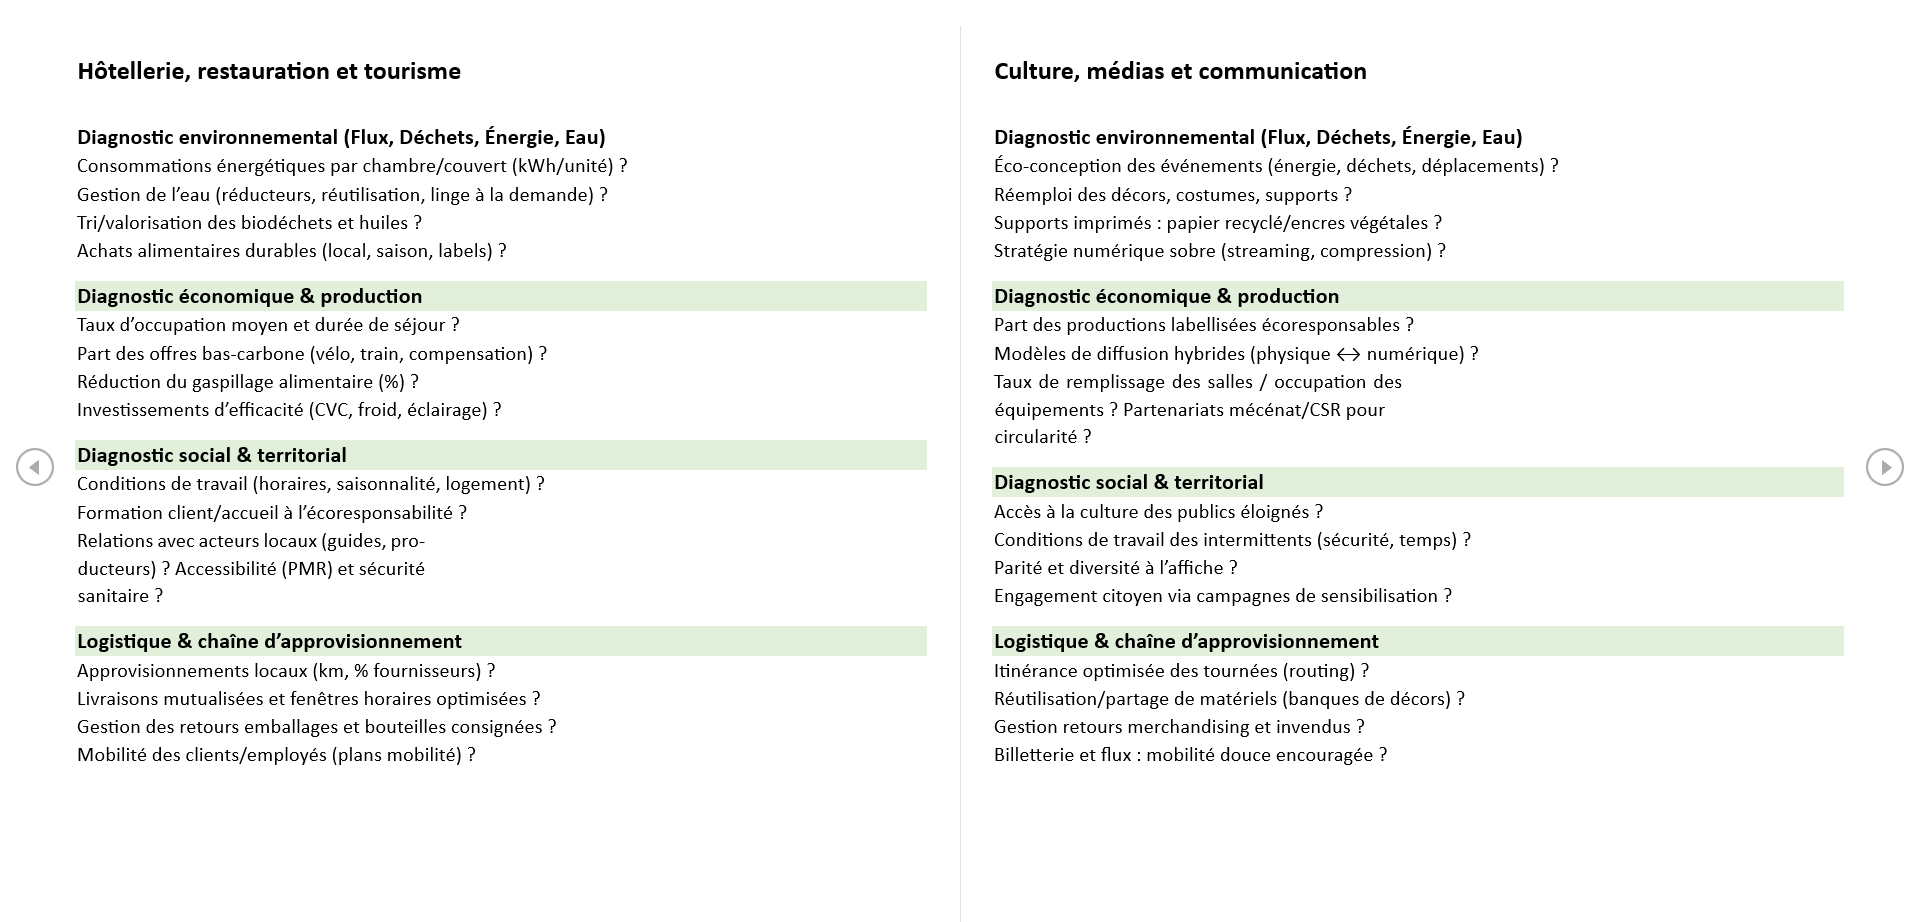 Hôtellerie, restauration et tourisme
Diagnostic environnemental (Flux, Déchets, Énergie, Eau)
Consommations énergétiques par chambre/couvert (kWh/unité) ?
Gestion de l’eau (réducteurs, réutilisation, linge à la demande) ?
Tri/valorisation des biodéchets et huiles ?
Achats alimentaires durables (local, saison, labels) ?
Diagnostic économique & production
Taux d’occupation moyen et durée de séjour ?
Part des offres bas-carbone (vélo, train, compensation) ?
Réduction du gaspillage alimentaire (%) ?
Investissements d’efficacité (CVC, froid, éclairage) ?
Diagnostic social & territorial
Conditions de travail (horaires, saisonnalité, logement) ?
Formation client/accueil à l’écoresponsabilité ?
Relations avec acteurs locaux (guides, pro-
ducteurs) ? Accessibilité (PMR) et sécurité
sanitaire ?
Logistique & chaîne d’approvisionnement
Approvisionnements locaux (km, % fournisseurs) ?
Livraisons mutualisées et fenêtres horaires optimisées ?
Gestion des retours emballages et bouteilles consignées ?
Mobilité des clients/employés (plans mobilité) ?
Culture, médias et communication
Diagnostic environnemental (Flux, Déchets, Énergie, Eau)
Éco-conception des événements (énergie, déchets, déplacements) ?
Réemploi des décors, costumes, supports ?
Supports imprimés : papier recyclé/encres végétales ?
Stratégie numérique sobre (streaming, compression) ?
Diagnostic économique & production
Part des productions labellisées écoresponsables ?
Modèles de diffusion hybrides (physique ↔ numérique) ?
Taux de remplissage des salles / occupation des
équipements ? Partenariats mécénat/CSR pour
circularité ?
Diagnostic social & territorial
Accès à la culture des publics éloignés ?
Conditions de travail des intermittents (sécurité, temps) ?
Parité et diversité à l’affiche ?
Engagement citoyen via campagnes de sensibilisation ?
Logistique & chaîne d’approvisionnement
Itinérance optimisée des tournées (routing) ?
Réutilisation/partage de matériels (banques de décors) ?
Gestion retours merchandising et invendus ?
Billetterie et flux : mobilité douce encouragée ?